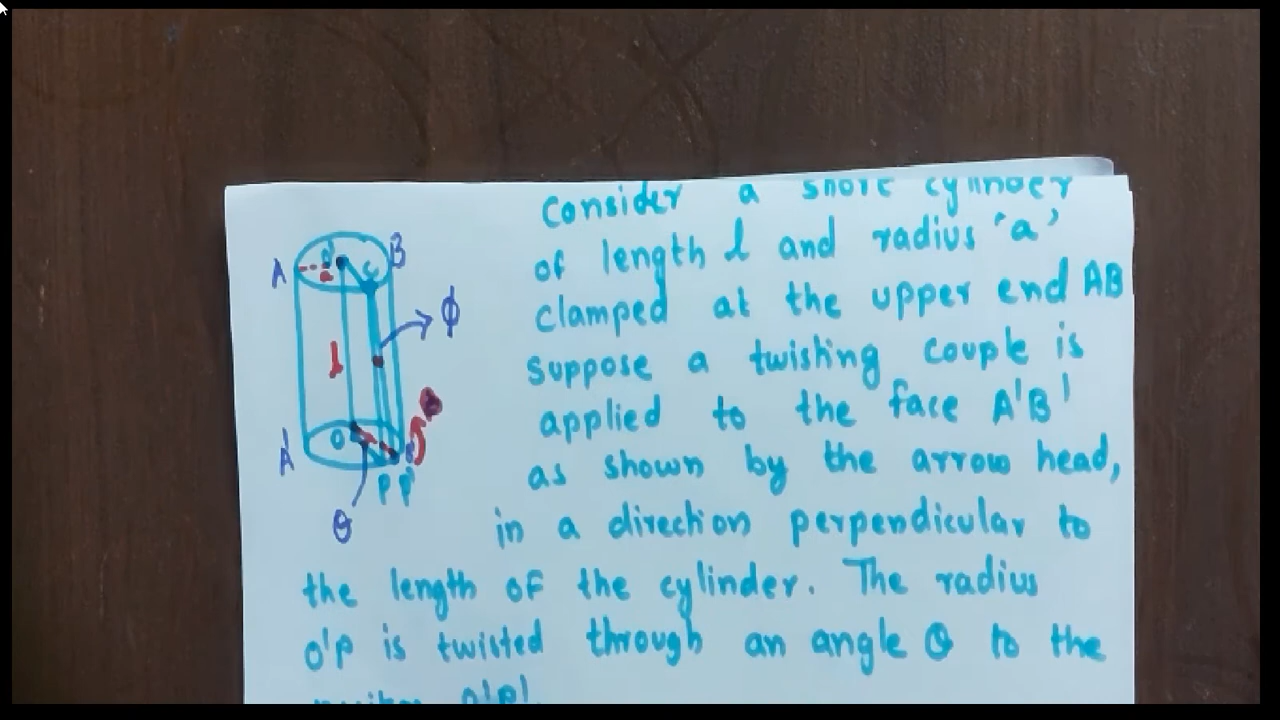 Consider a short cylinder
of length l and radius 'a'
clamped at the upper end AB
suppose a twisting couple is
applied to the face A'B'
as shown by the arrow head,
in a direction perpendicular to
the length of the cylinder. The radius
O'P is twisted through an angle θ to the
O'P'.
A
B
a
C
ϕ
l
A'
O
P P'
θ